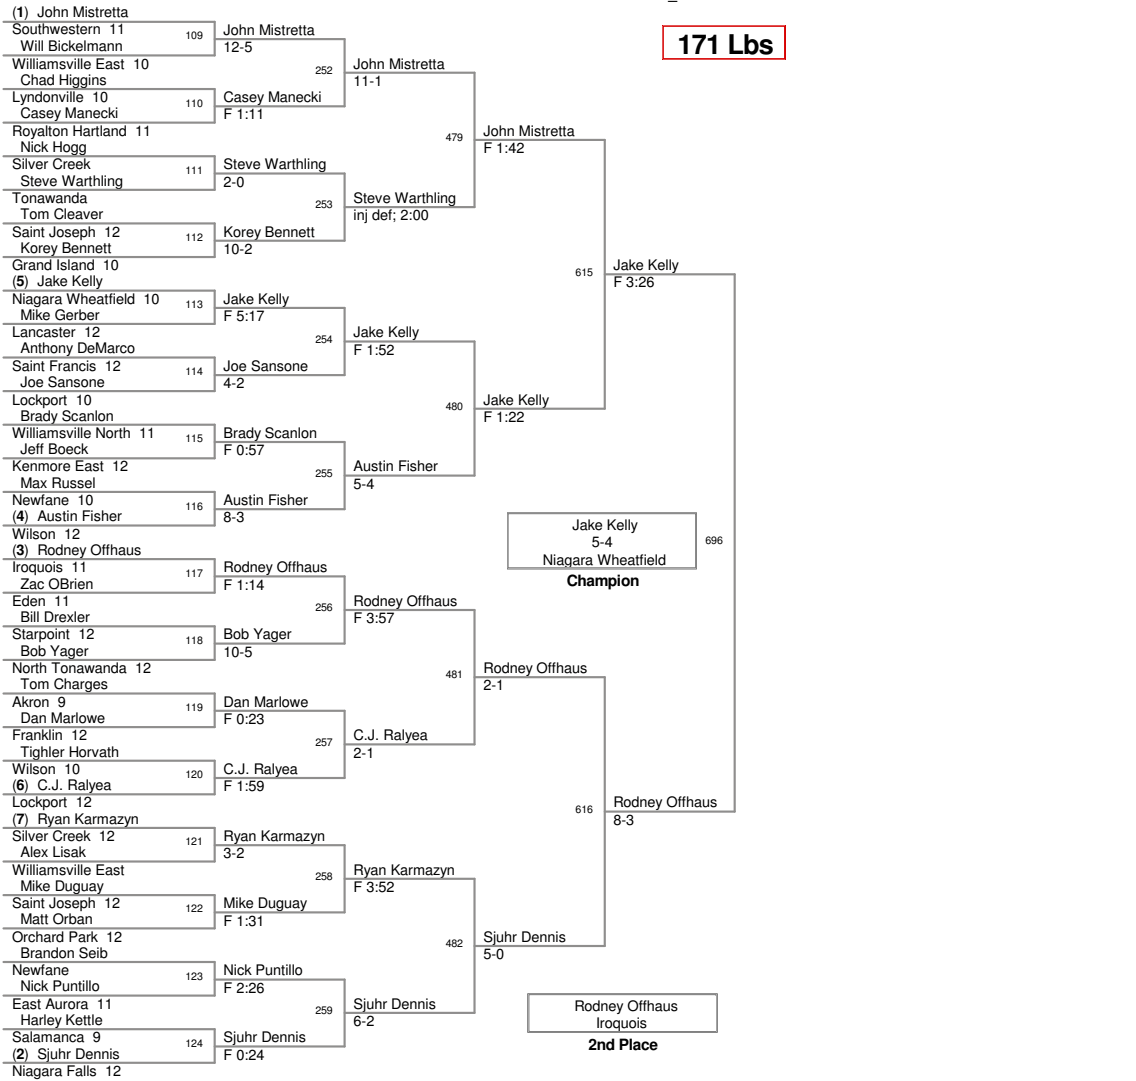 171 Lbs
(1) John Mistretta
Southwestern 11
Will Bickelmann
Williamsville East 10
Chad Higgins
Lyndonville 10
Casey Manecki
Royalton Hartland 11
Nick Hogg
Silver Creek
Steve Warthling
Tonawanda
Tom Cleaver
Saint Joseph 12
Korey Bennett
Grand Island 10
(5) Jake Kelly
Niagara Wheatfield 10
Mike Gerber
Lancaster 12
Anthony DeMarco
Saint Francis 12
Joe Sansone
Lockport 10
Brady Scanlon
Williamsville North 11
Jeff Boeck
Kenmore East 12
Max Russel
Newfane 10
(4) Austin Fisher
Wilson 12
(3) Rodney Offhaus
Iroquois 11
Zac OBrien
Eden 11
Bill Drexler
Starpoint 12
Bob Yager
North Tonawanda 12
Tom Charges
Akron 9
Dan Marlowe
Franklin 12
Tighler Horvath
Wilson 10
(6) C.J. Ralyea
Lockport 12
(7) Ryan Karmazyn
Silver Creek 12
Alex Lisak
Williamsville East
Mike Duguay
Saint Joseph 12
Matt Orban
Orchard Park 12
Brandon Seib
Newfane
Nick Puntillo
East Aurora 11
Harley Kettle
Salamanca 9
(2) Sjuhr Dennis
Niagara Falls 12
109
110
111
112
113
114
115
116
117
118
119
120
121
122
123
124
John Mistretta
12-5
Casey Manecki
F 1:11
Steve Warthling
2-0
Korey Bennett
10-2
Jake Kelly
F 5:17
Joe Sansone
4-2
Brady Scanlon
F 0:57
Austin Fisher
8-3
Rodney Offhaus
F 1:14
Bob Yager
10-5
Dan Marlowe
F 0:23
C.J. Ralyea
F 1:59
Ryan Karmazyn
3-2
Mike Duguay
F 1:31
Nick Puntillo
F 2:26
Sjuhr Dennis
F 0:24
252
253
254
255
256
257
258
259
John Mistretta
11-1
Steve Warthling
inj def; 2:00
Jake Kelly
F 1:52
Austin Fisher
5-4
Rodney Offhaus
F 3:57
C.J. Ralyea
2-1
Ryan Karmazyn
F 3:52
Sjuhr Dennis
6-2
479
480
481
482
John Mistretta
F 1:42
Jake Kelly
F 1:22
Rodney Offhaus
2-1
Sjuhr Dennis
5-0
615
616
Jake Kelly
F 3:26
Rodney Offhaus
8-3
696
Jake Kelly
5-4
Niagara Wheatfield
Champion
Rodney Offhaus
Iroquois
2nd Place